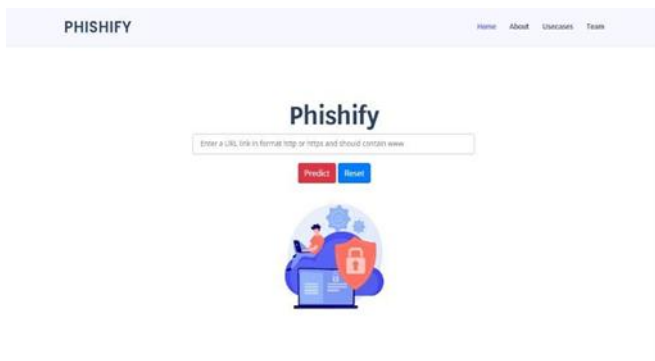 PHISHIFY
Home About Usecases Team
Phishify
Enter a URL link in format http or https and should contain www
Predict Reset